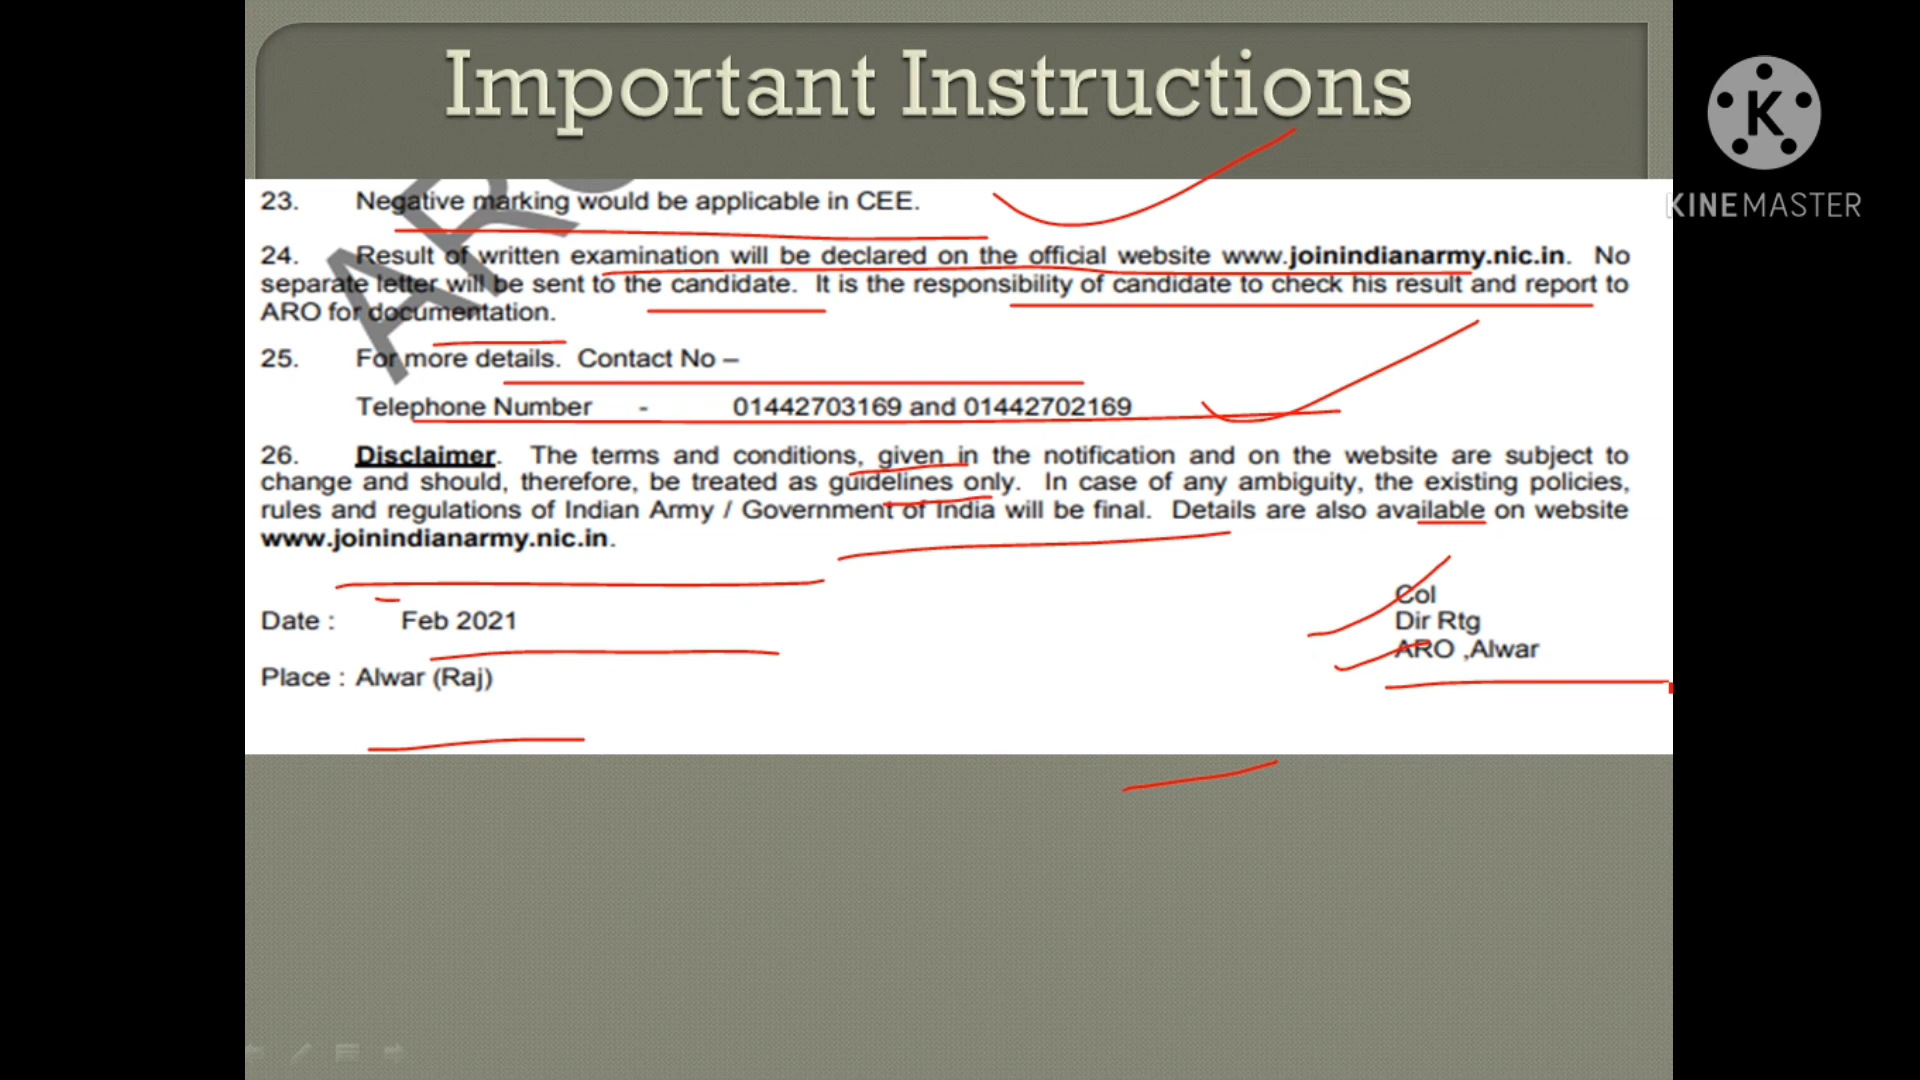 Important Instructions
K
KINEMASTER
ARO
23. Negative marking would be applicable in CEE.
24. Result of written examination will be declared on the official website www.joinindianarmy.nic.in. No
separate letter will be sent to the candidate. It is the responsibility of candidate to check his result and report to
ARO for documentation.
25. For more details. Contact No –
Telephone Number - 01442703169 and 01442702169
26. Disclaimer. The terms and conditions, given in the notification and on the website are subject to
change and should, therefore, be treated as guidelines only. In case of any ambiguity, the existing policies,
rules and regulations of Indian Army / Government of India will be final. Details are also available on website
www.joinindianarmy.nic.in.
Col
Date : Feb 2021 Dir Rtg
ARO ,Alwar
Place : Alwar (Raj)